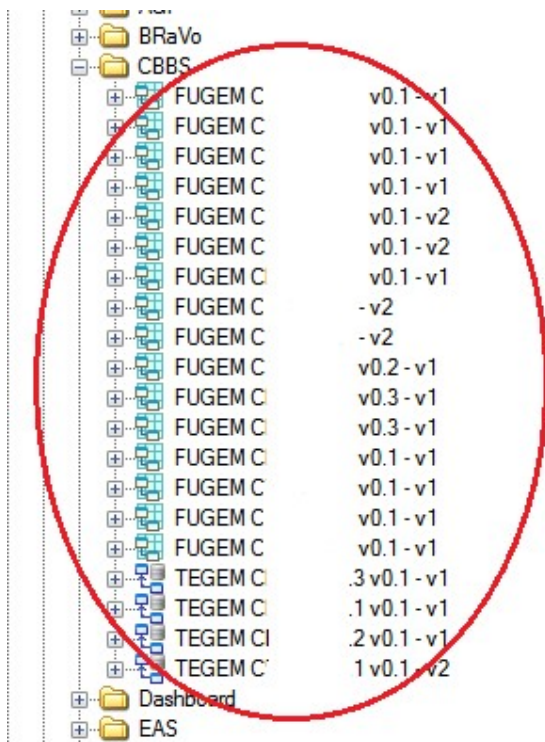 BRaVo
CBBS
FUGEM C v0.1 - v1
FUGEM C v0.1 - v1
FUGEM C v0.1 - v1
FUGEM C v0.1 - v1
FUGEM C v0.1 - v2
FUGEM C v0.1 - v2
FUGEM C v0.1 - v1
FUGEM C - v2
FUGEM C - v2
FUGEM C v0.2 - v1
FUGEM C v0.3 - v1
FUGEM C v0.3 - v1
FUGEM C v0.1 - v1
FUGEM C v0.1 - v1
FUGEM C v0.1 - v1
FUGEM C v0.1 - v1
TEGEM C .3 v0.1 - v1
TEGEM C .1 v0.1 - v1
TEGEM C .2 v0.1 - v1
TEGEM C 1 v0.1 - v2
Dashboard
EAS